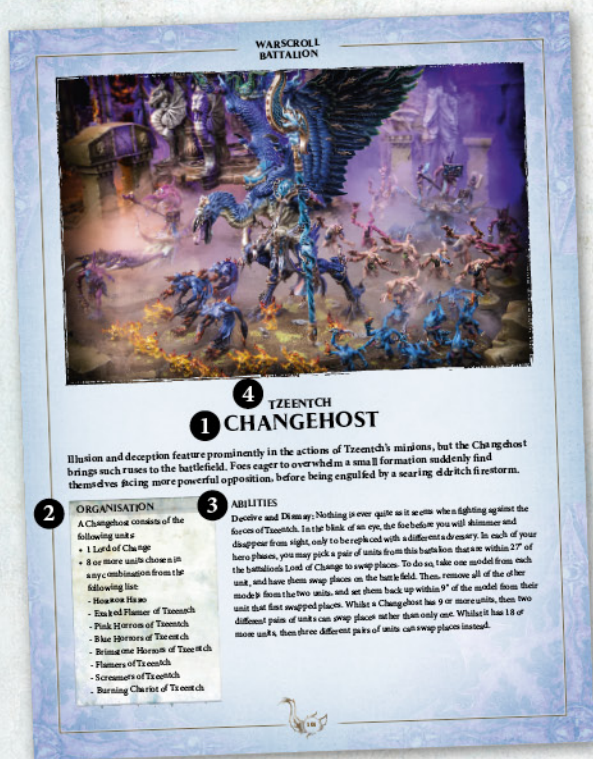 WARSCROLL
BATTALION
4
TZEENTCH
1 CHANGEHOST
Illusion and deception feature prominently in the actions of Tzeentch's minions, but the Changehost
brings such ruses to the battlefield. Foes eager to overwhelm a small formation suddenly find
themselves facing more powerful opposition, before being engulfed by a searing eldritch firestorm.
2 ORGANISATION
A Changehost consists of the
following units:
• 1 Lord of Change
• 8 or more units chosen in
any combination from the
following list:
- Horror Hero
- Exalted Flamer of Tzeentch
- Pink Horrors of Tzeentch
- Blue Horrors of Tzeentch
- Brimstone Horrors of Tzeentch
- Flamers of Tzeentch
- Screamers of Tzeentch
- Burning Chariot of Tzeentch
3 ABILITIES
Deceive and Dismay: Nothing is ever quite as it seems when fighting against the
forces of Tzeentch. In the blink of an eye, the foe before you will shimmer and
disappear from sight, only to be replaced with a different adversary. In each of your
hero phases, you may pick a pair of units from this battalion that are within 27" of
the battalion's Lord of Change to swap places. To do so, take one model from each
unit, and have them swap places on the battlefield. Then, remove all of the other
models from the two units, and set them back up within 9" of the model from their
unit that first swapped places. Whilst a Changehost has 9 or more units, then two
different pairs of units can swap places rather than only one. Whilst it has 18 or
more units, then three different pairs of units can swap places instead.